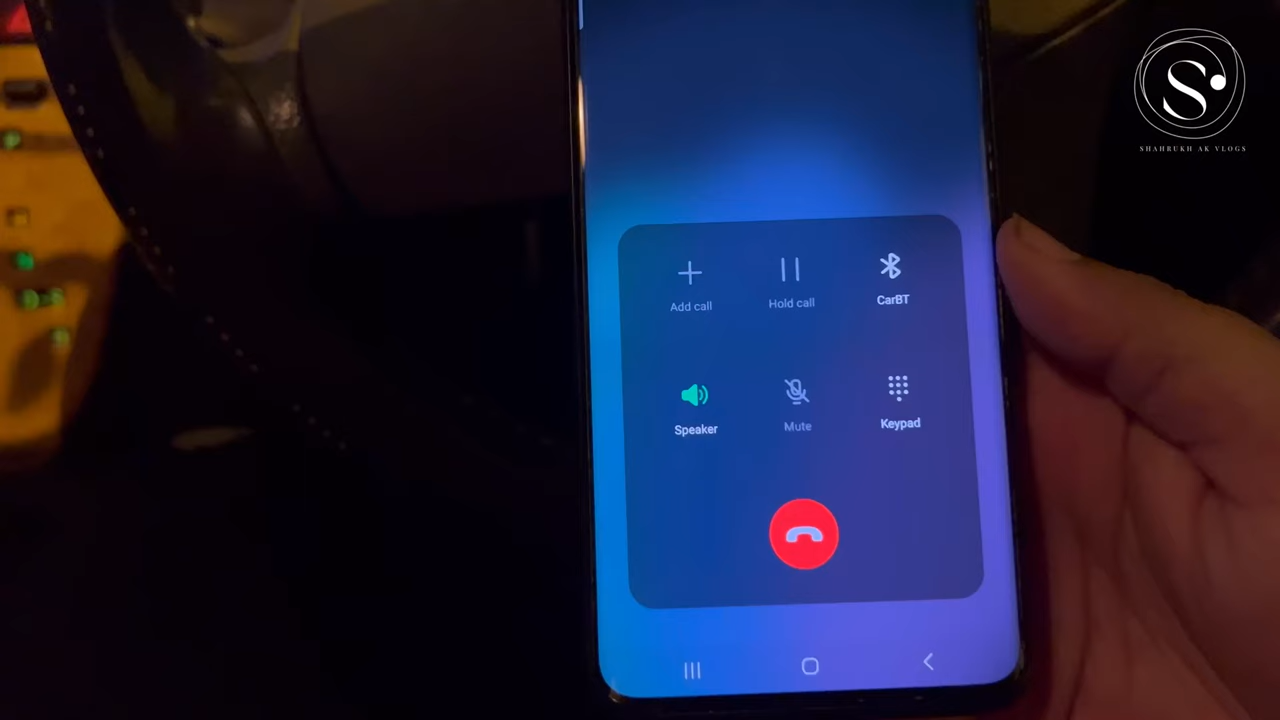 S
SHAHRUKH AK VLOGS
Add call
Hold call
CarBT
Speaker
Mute
Keypad